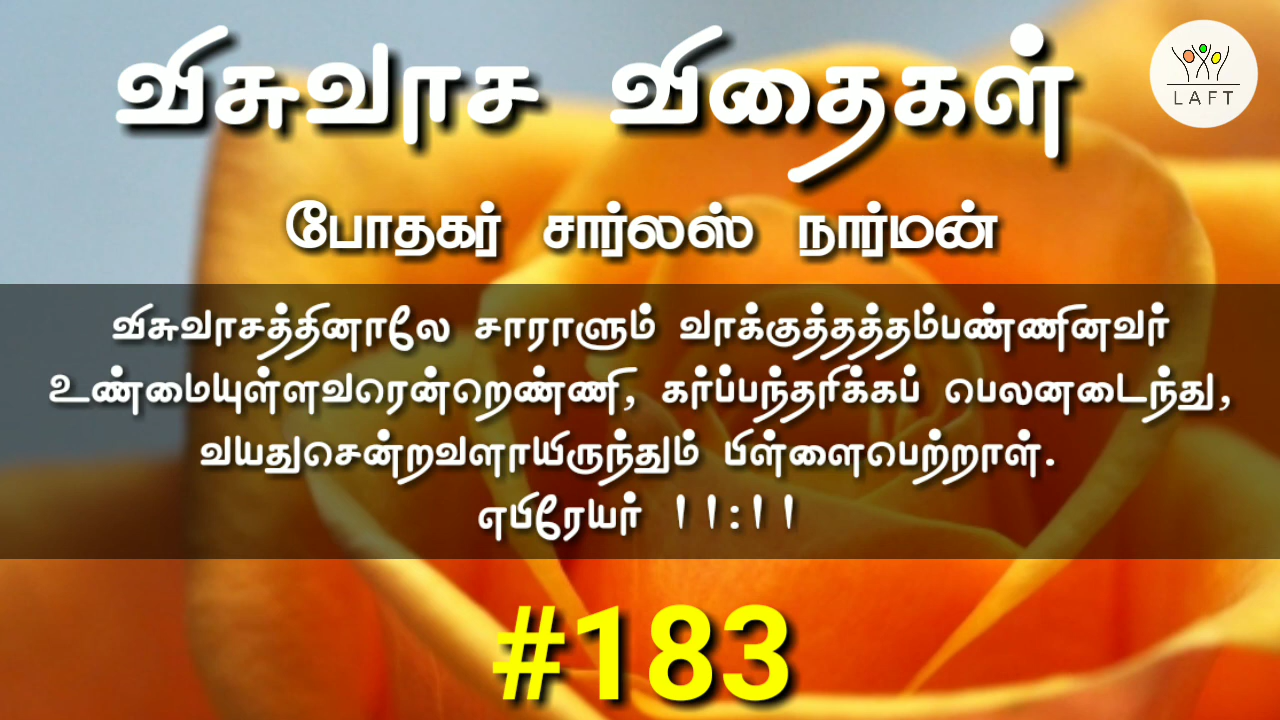 விசுவாச விதைகள்
LAFT
போதகர் சார்லஸ் நார்மன்
விசுவாசத்தினாலே சாராளும் வாக்குத்தத்தம்பண்ணினவர்
உண்மையுள்ளவரென்றெண்ணி, கர்ப்பந்தரிக்கப் பெலனடைந்து,
வயதுசென்றவளாயிருந்தும் பிள்ளைபெற்றாள்.
எபிரேயர் 11:11
#183